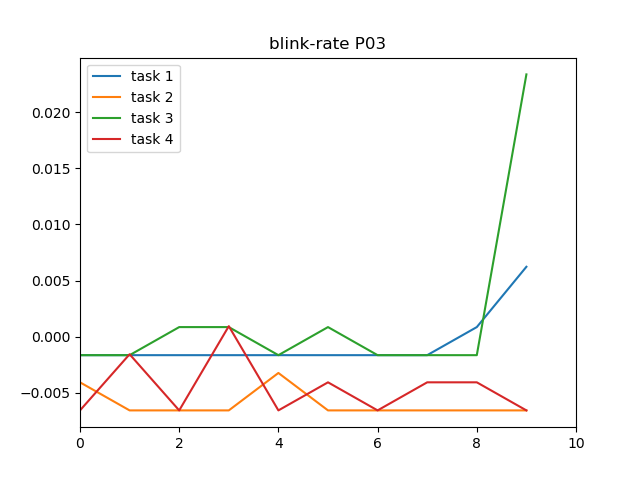 blink-rate P03
task 1
task 2
task 3
task 4
0.020
0.015
0.010
0.005
0.000
−0.005
0 2 4 6 8 10